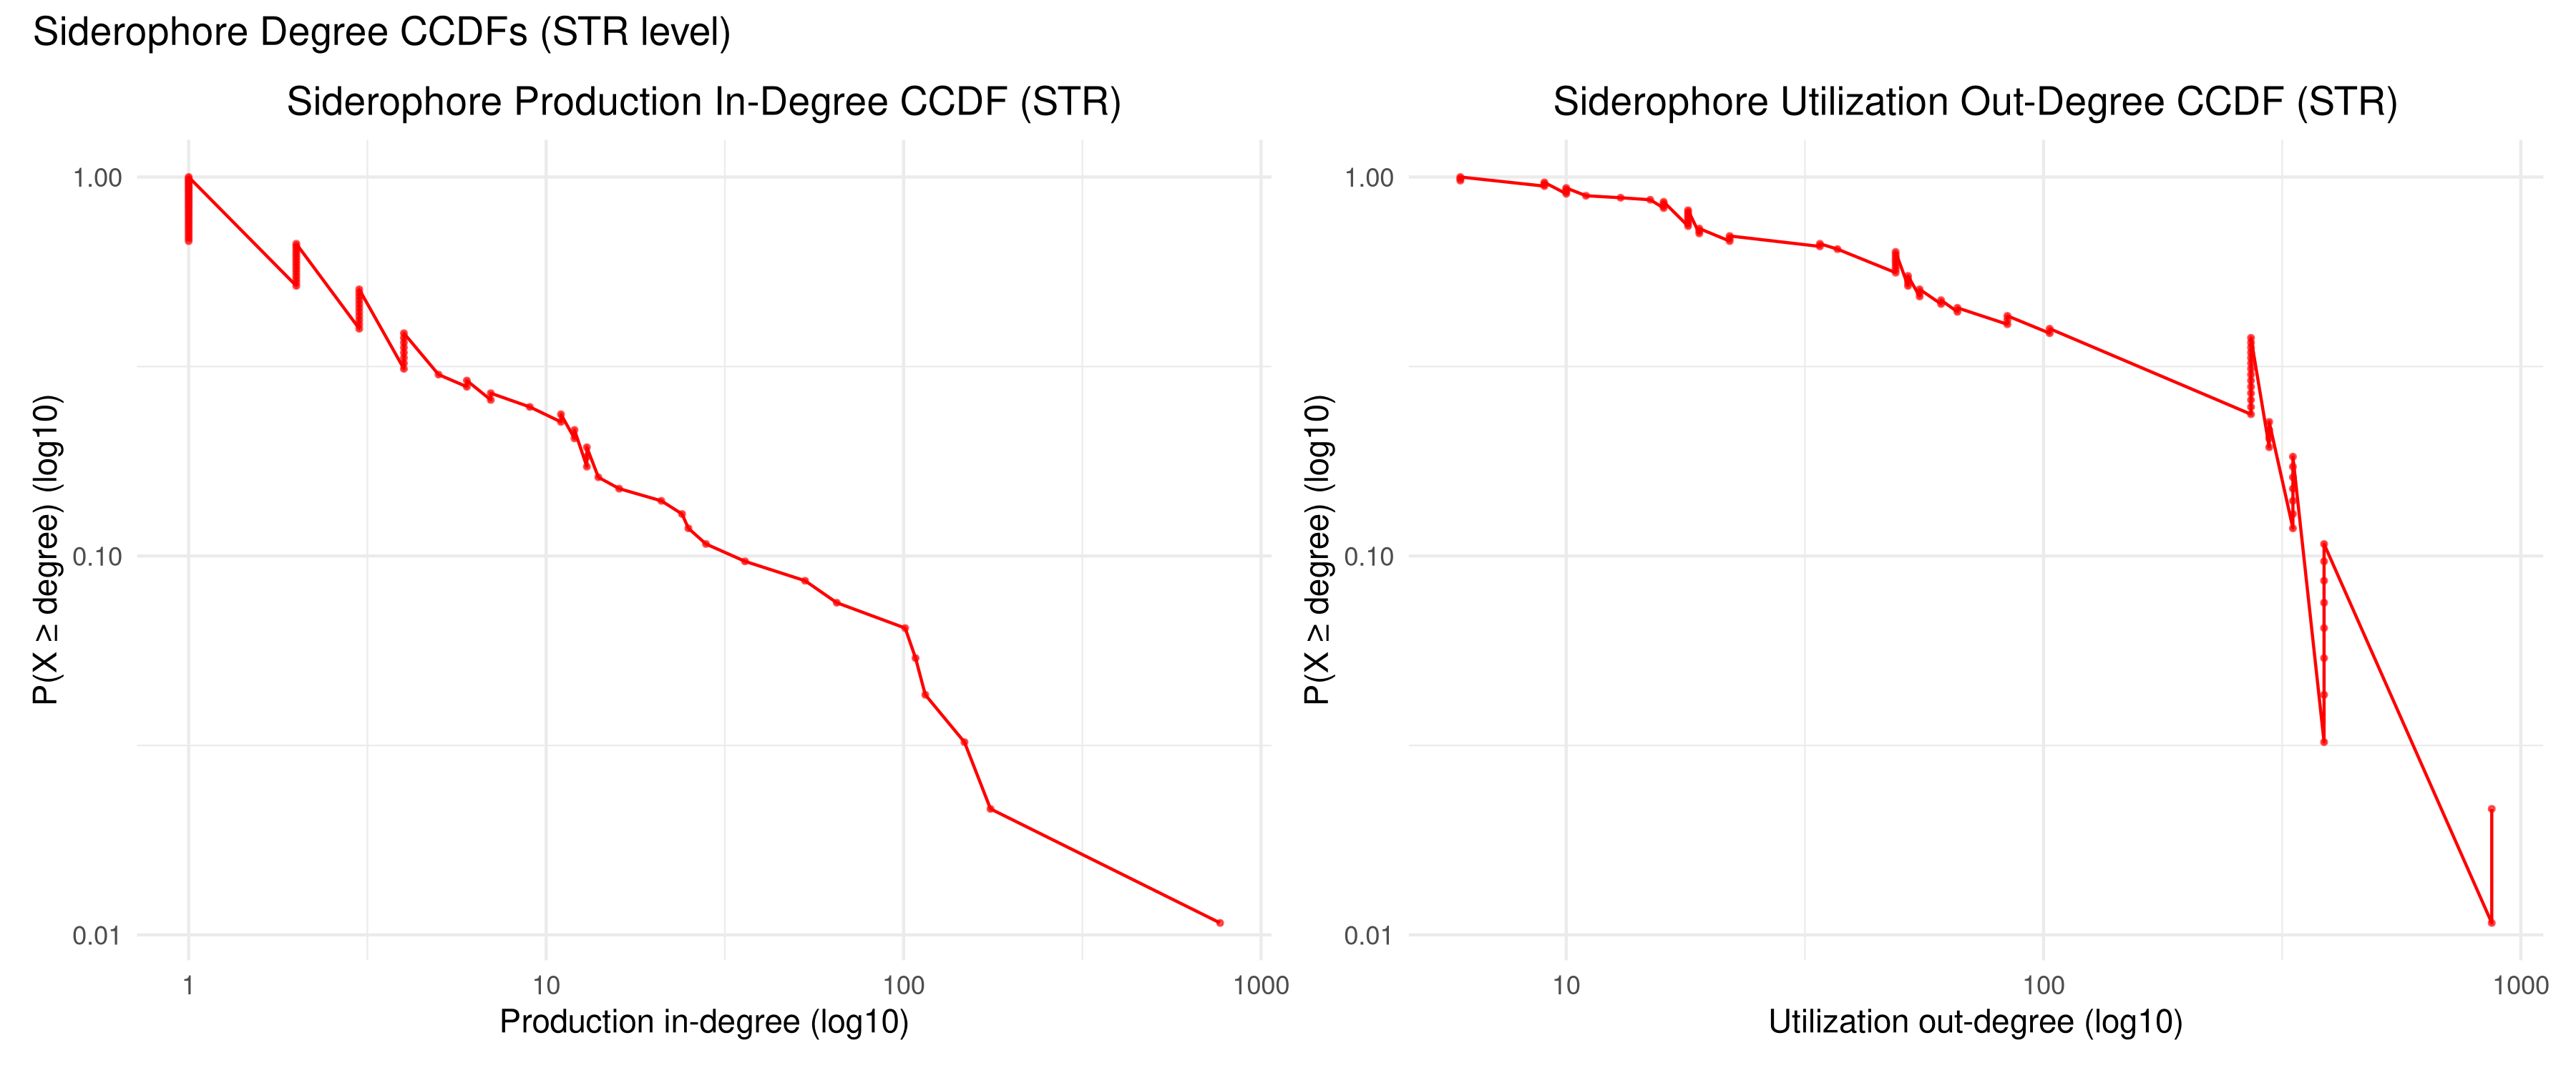 Siderophore Degree CCDFs (STR level)
Siderophore Production In-Degree CCDF (STR)
P(X ≥ degree) (log10)
1.00
0.10
0.01
1 10 100 1000
Production in-degree (log10)
Siderophore Utilization Out-Degree CCDF (STR)
P(X ≥ degree) (log10)
1.00
0.10
0.01
10 100 1000
Utilization out-degree (log10)